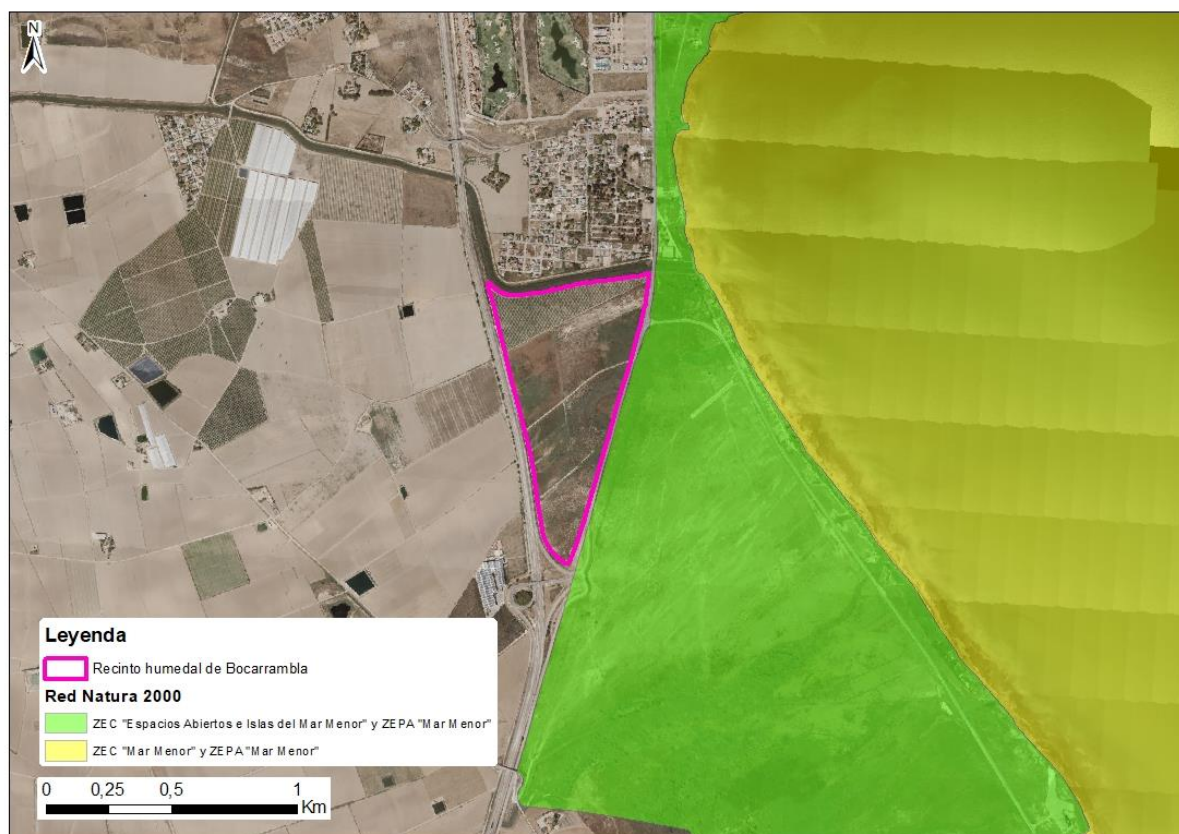 N
Leyenda
Recinto humedal de Bocarrambla
Red Natura 2000
ZEC "Espacios Abiertos e Islas del Mar Menor" y ZEPA "Mar Menor"
ZEC "Mar Menor" y ZEPA "Mar Menor"
0 0,25 0,5 1
Km